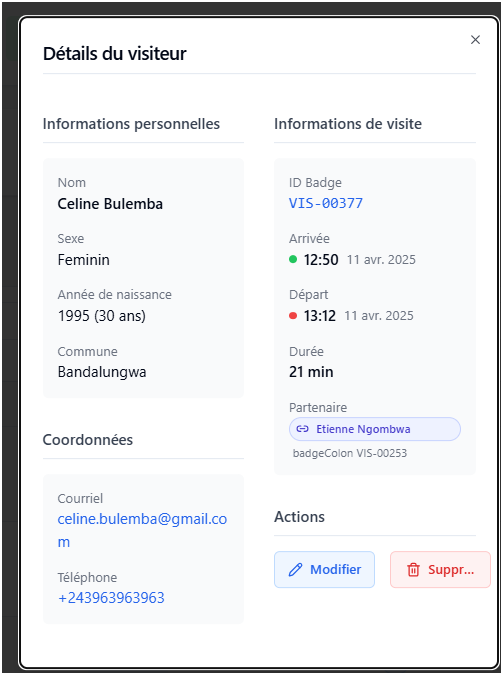 Détails du visiteur
Informations personnelles
Nom
Celine Bulemba
Sexe
Feminin
Année de naissance
1995 (30 ans)
Commune
Bandalungwa
Coordonnées
Courriel
celine.bulemba@gmail.co
m
Téléphone
+243963963963
Informations de visite
ID Badge
VIS-00377
Arrivée
12:50 11 avr. 2025
Départ
13:12 11 avr. 2025
Durée
21 min
Partenaire
Etienne Ngombwa
badgeColon VIS-00253
Actions
Modifier
Suppr...